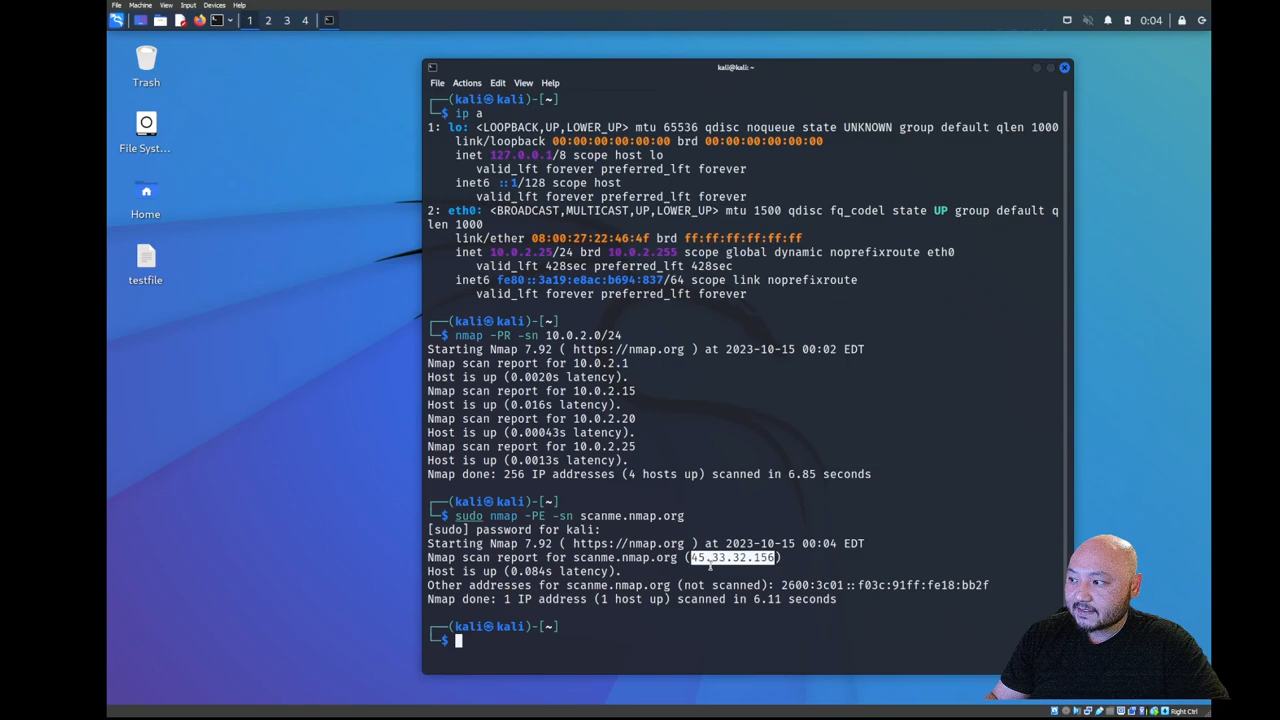 File Machine View Input Devices Help
1 2 3 4
0:04
Trash
File Syst...
Home
testfile
kali@kali: ~
File Actions Edit View Help
┌──(kali㉿kali)-[~]
└─$ ip a
1: lo: <LOOPBACK,UP,LOWER_UP> mtu 65536 qdisc noqueue state UNKNOWN group default qlen 1000
link/loopback 00:00:00:00:00:00 brd 00:00:00:00:00:00
inet 127.0.0.1/8 scope host lo
valid_lft forever preferred_lft forever
inet6 ::1/128 scope host
valid_lft forever preferred_lft forever
2: eth0: <BROADCAST,MULTICAST,UP,LOWER_UP> mtu 1500 qdisc fq_codel state UP group default q
len 1000
link/ether 08:00:27:22:46:4f brd ff:ff:ff:ff:ff:ff
inet 10.0.2.25/24 brd 10.0.2.255 scope global dynamic noprefixroute eth0
valid_lft 428sec preferred_lft 428sec
inet6 fe80::3a19:e8ac:b694:837/64 scope link noprefixroute
valid_lft forever preferred_lft forever
┌──(kali㉿kali)-[~]
└─$ nmap -PR -sn 10.0.2.0/24
Starting Nmap 7.92 ( https://nmap.org ) at 2023-10-15 00:02 EDT
Nmap scan report for 10.0.2.1
Host is up (0.0020s latency).
Nmap scan report for 10.0.2.15
Host is up (0.016s latency).
Nmap scan report for 10.0.2.20
Host is up (0.00043s latency).
Nmap scan report for 10.0.2.25
Host is up (0.0013s latency).
Nmap done: 256 IP addresses (4 hosts up) scanned in 6.85 seconds
┌──(kali㉿kali)-[~]
└─$ sudo nmap -PE -sn scanme.nmap.org
[sudo] password for kali:
Starting Nmap 7.92 ( https://nmap.org ) at 2023-10-15 00:04 EDT
Nmap scan report for scanme.nmap.org (45.33.32.156)
Host is up (0.084s latency).
Other addresses for scanme.nmap.org (not scanned): 2600:3c01::f03c:91ff:fe18:bb2f
Nmap done: 1 IP address (1 host up) scanned in 6.11 seconds
┌──(kali㉿kali)-[~]
└─$
Right Ctrl